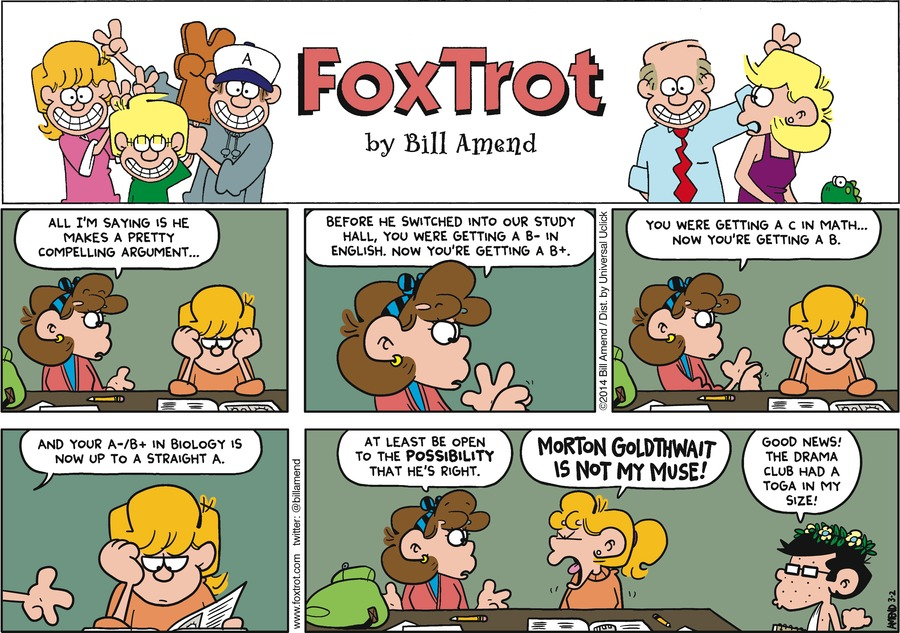 A
FoxTrot
by Bill Amend
ALL I'M SAYING IS HE
MAKES A PRETTY
COMPELLING ARGUMENT...
BEFORE HE SWITCHED INTO OUR STUDY
HALL, YOU WERE GETTING A B- IN
ENGLISH. NOW YOU'RE GETTING A B+.
©2014 Bill Amend / Dist. by Universal Uclick
YOU WERE GETTING A C IN MATH...
NOW YOU'RE GETTING A B.
AND YOUR A-/B+ IN BIOLOGY IS
NOW UP TO A STRAIGHT A.
www.foxtrot.com twitter: @billamend
AT LEAST BE OPEN
TO THE POSSIBILITY
THAT HE'S RIGHT.
MORTON GOLDTHWAIT
IS NOT MY MUSE!
GOOD NEWS!
THE DRAMA
CLUB HAD A
TOGA IN MY
SIZE!
AMEND 3-2